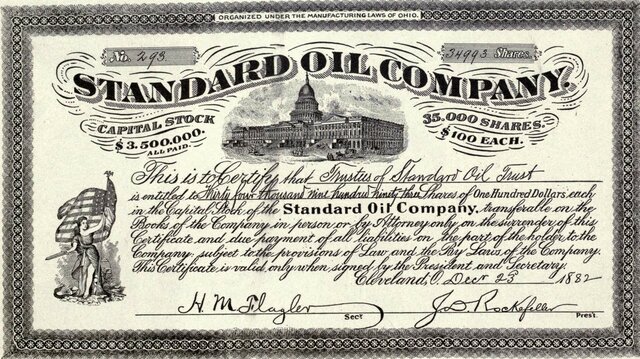 ORGANIZED UNDER THE MANUFACTURING LAWS OF OHIO.
No. 293
34993 Shares
STANDARD OIL COMPANY.
CAPITAL STOCK
$3,500,000.
ALL PAID.
35,000 SHARES.
$100 EACH.
This is to Certify that Trustees of Standard Oil Trust
is entitled to Thirty four thousand nine hundred ninety three Shares of One Hundred Dollars each
in the Capital Stock of the Standard Oil Company, transferable on the
Books of the Company in person or by Attorney only on the surrender of this
Certificate and due payment of all liabilities on the part of the holder to the
Company, subject to the provisions of Law and the By Laws of the Company.
This Certificate is valid only when signed by the President and Secretary.
Cleveland, O. Decr 23 1882
H. M. Flagler Secy
J D Rockefeller Prest.